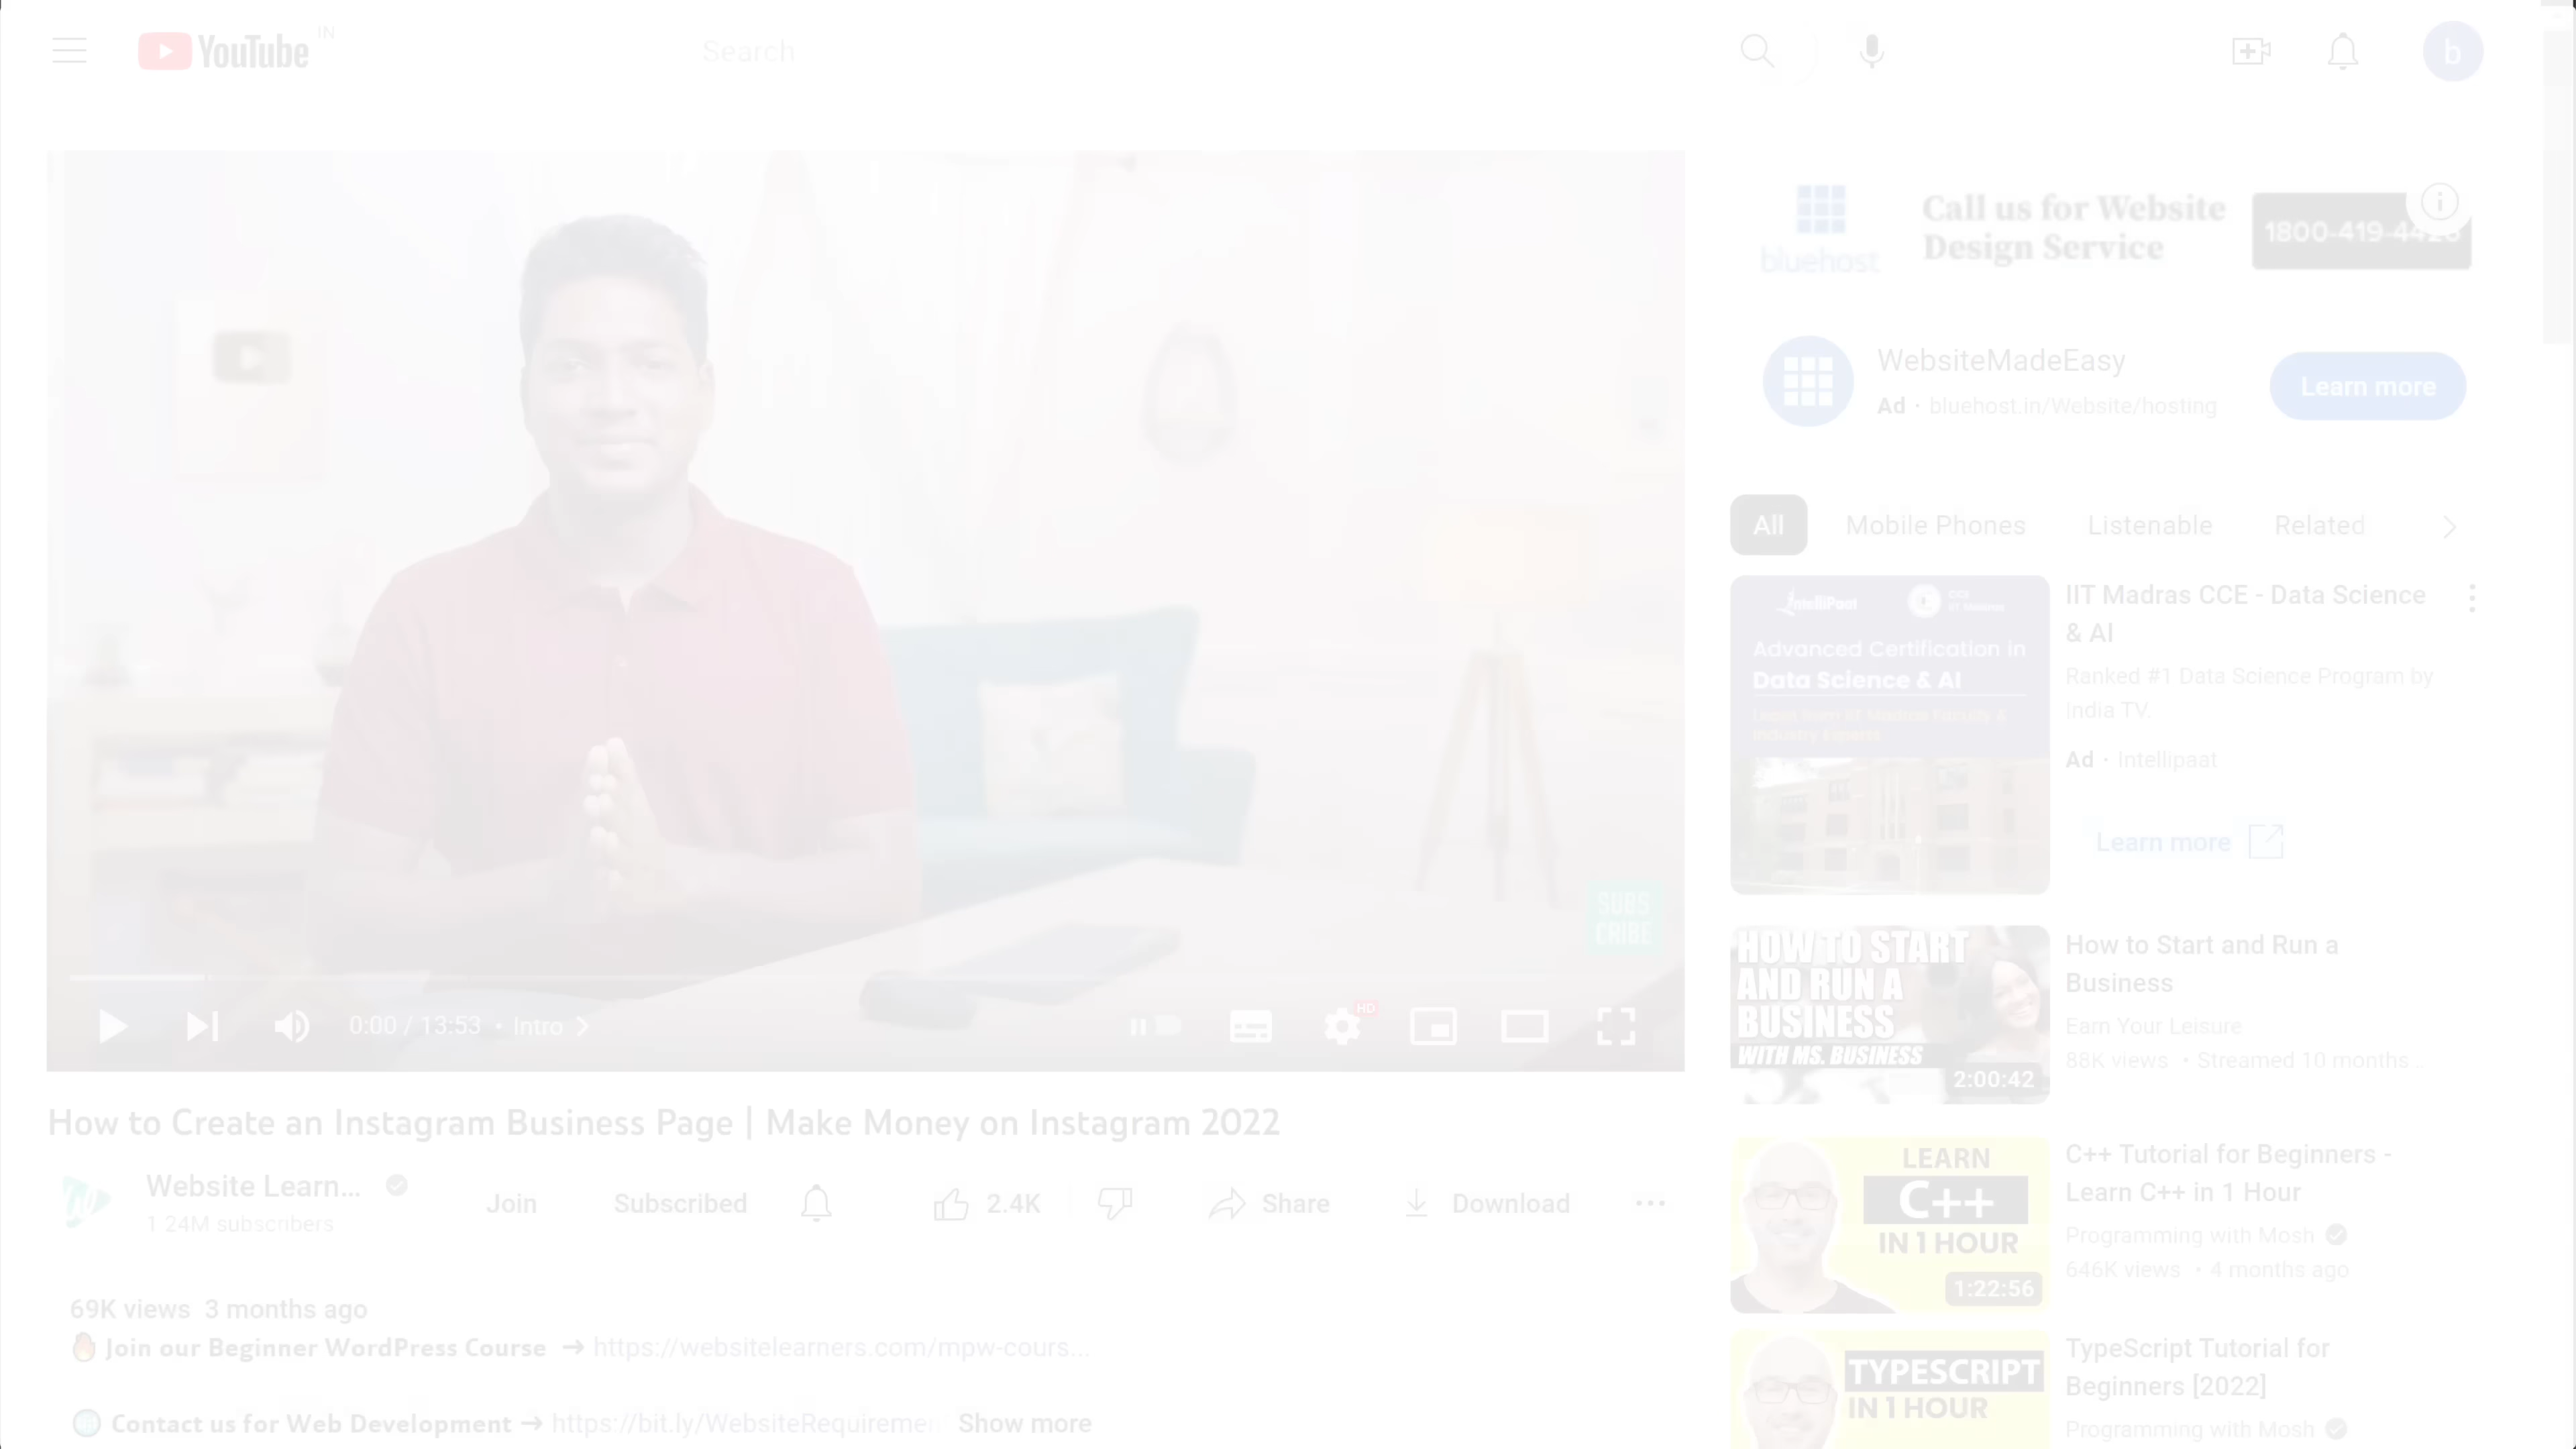 YouTube IN
Search
b
bluehost
Call us for Website
Design Service
WebsiteMadeEasy
Ad · bluehost.in/Website/hosting
Learn more
All
Mobile Phones
Listenable
Related
intelliPaat
Advanced Certification in
Data Science & AI
IIT Madras CCE - Data Science
& AI
Ranked #1 Data Science Program by
India TV.
Ad · Intellipaat
Learn more
SUBS
CRIBE
0:00 / 13:53 • Intro
HD
HOW TO START
AND RUN A
BUSINESS
WITH MS. BUSINESS
2:00:42
How to Start and Run a
Business
Earn Your Leisure
88K views • Streamed 10 months ...
How to Create an Instagram Business Page | Make Money on Instagram 2022
Website Learn...
1.24M subscribers
Join
Subscribed
2.4K
Share
Download
69K views 3 months ago
🔥 Join our Beginner WordPress Course ➞ https://websitelearners.com/mpw-cours...
Contact us for Web Development ➞ https://bit.ly/WebsiteRequiremen
Show more
LEARN
C++
IN 1 HOUR
1:22:56
C++ Tutorial for Beginners -
Learn C++ in 1 Hour
Programming with Mosh
646K views • 4 months ago
TYPESCRIPT
IN 1 HOUR
TypeScript Tutorial for
Beginners [2022]
Programming with Mosh